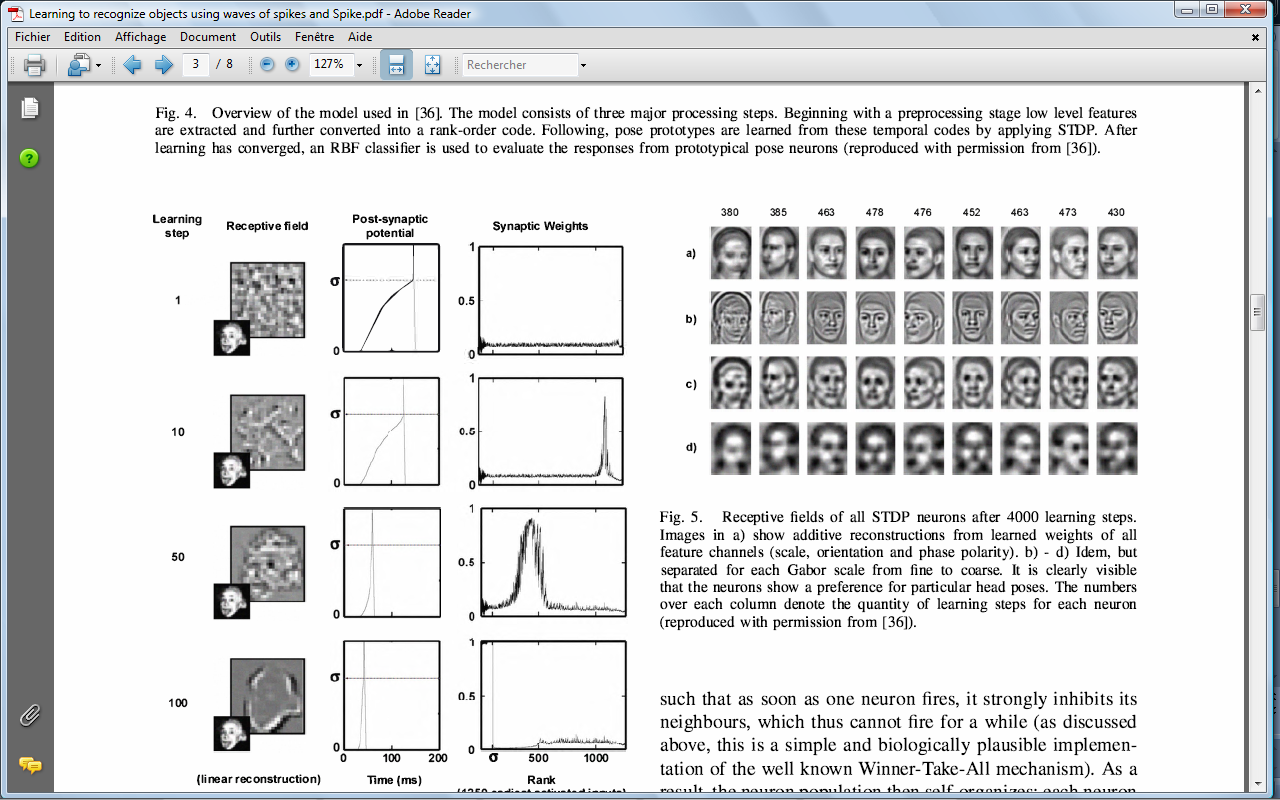 Learning to recognize objects using waves of spikes and Spike.pdf - Adobe Reader
Fichier Edition Affichage Document Outils Fenêtre Aide
3 / 8 127% Rechercher
Fig. 4. Overview of the model used in [36]. The model consists of three major processing steps. Beginning with a preprocessing stage low level features
are extracted and further converted into a rank-order code. Following, pose prototypes are learned from these temporal codes by applying STDP. After
learning has converged, an RBF classifier is used to evaluate the responses from prototypical pose neurons (reproduced with permission from [36]).
Learning
step
Receptive field
Post-synaptic
potential
Synaptic Weights
1
σ
0
1
0.5
0
10
σ
0
1
0.5
0
50
σ
0
1
0.5
0
100
σ
0
1
0.5
0
0 100 200
σ 500 1000
(linear reconstruction)
Time (ms)
Rank
380 385 463 478 476 452 463 473 430
a)
b)
c)
d)
Fig. 5. Receptive fields of all STDP neurons after 4000 learning steps.
Images in a) show additive reconstructions from learned weights of all
feature channels (scale, orientation and phase polarity). b) - d) Idem, but
separated for each Gabor scale from fine to coarse. It is clearly visible
that the neurons show a preference for particular head poses. The numbers
over each column denote the quantity of learning steps for each neuron
(reproduced with permission from [36]).
such that as soon as one neuron fires, it strongly inhibits its
neighbours, which thus cannot fire for a while (as discussed
above, this is a simple and biologically plausible implemen-
tation of the well known Winner-Take-All mechanism). As a
result, the neuron population then self organizes: each neuron